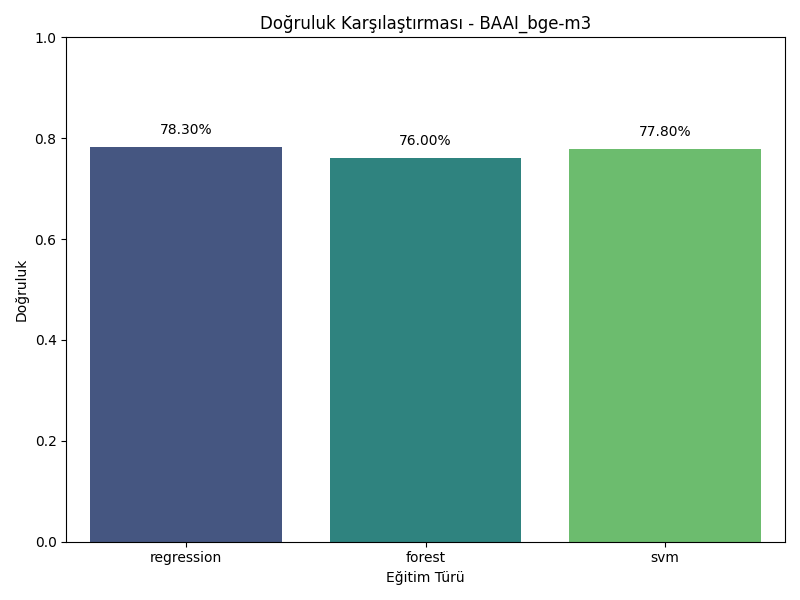 Doğruluk Karşılaştırması - BAAI_bge-m3
1.0
0.8
0.6
0.4
0.2
0.0
Doğruluk
78.30%
76.00%
77.80%
regression
forest
svm
Eğitim Türü